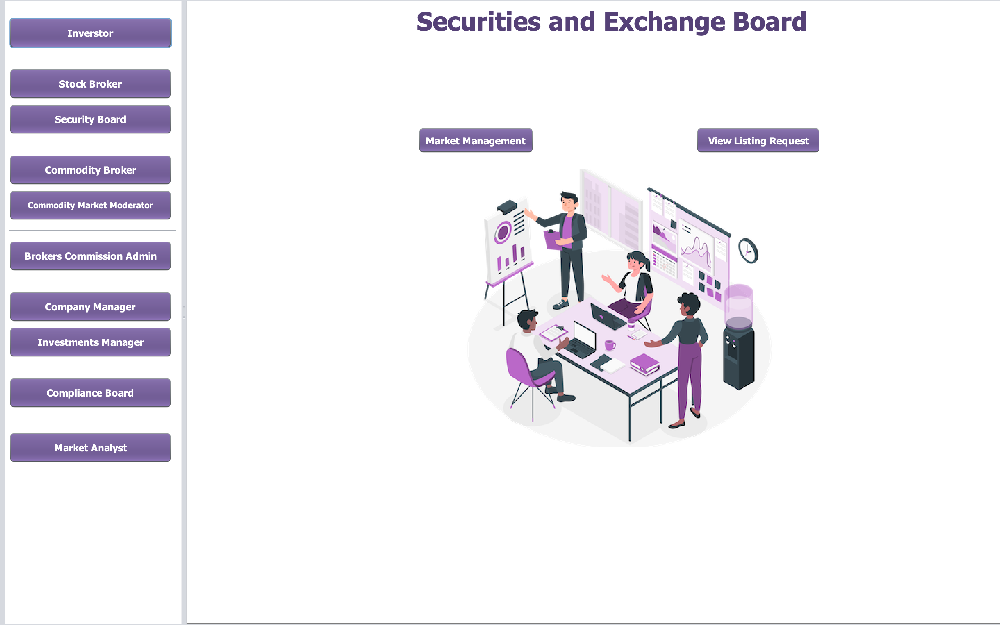 Inverstor
Stock Broker
Security Board
Commodity Broker
Commodity Market Moderator
Brokers Commission Admin
Company Manager
Investments Manager
Compliance Board
Market Analyst
Securities and Exchange Board
Market Management
View Listing Request